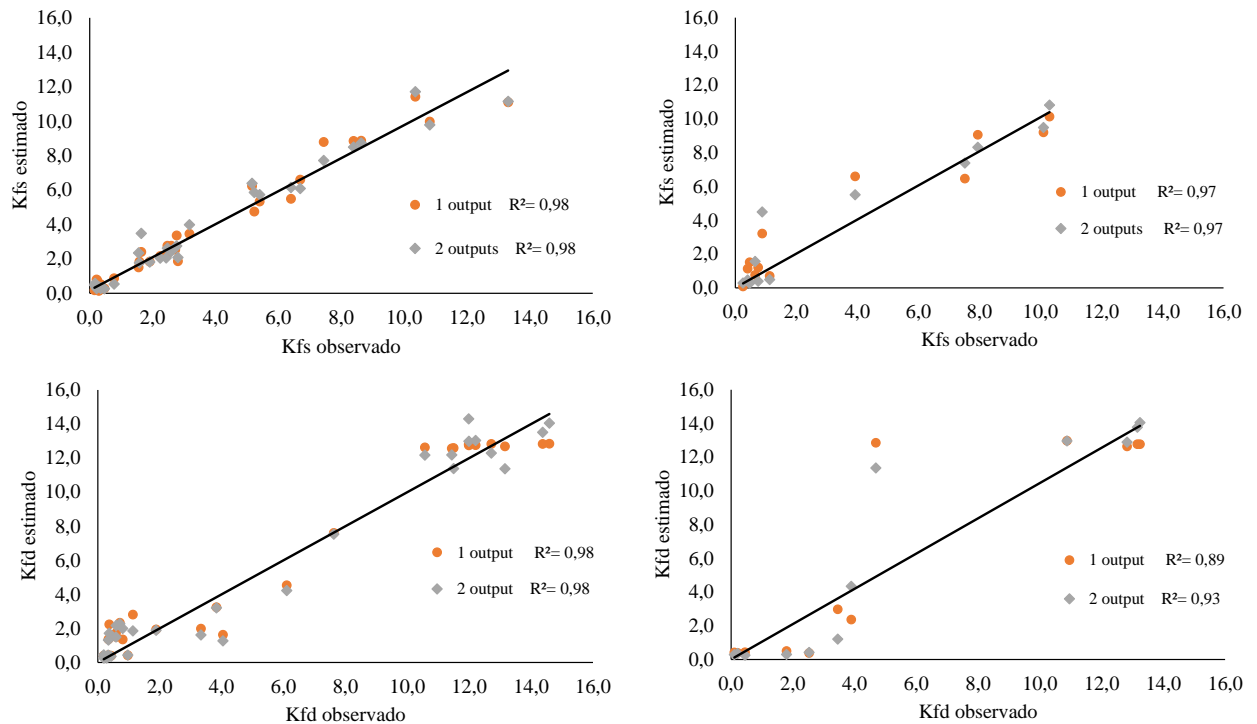 16,0
14,0
12,0
10,0
8,0
6,0
4,0
2,0
0,0
Kfs estimado
1 output R²= 0,98
2 outputs R²= 0,98
0,0 2,0 4,0 6,0 8,0 10,0 12,0 14,0 16,0
Kfs observado
16,0
14,0
12,0
10,0
8,0
6,0
4,0
2,0
0,0
Kfs estimado
1 output R²= 0,97
2 outputs R²= 0,97
0,0 2,0 4,0 6,0 8,0 10,0 12,0 14,0 16,0
Kfs observado
16,0
14,0
12,0
10,0
8,0
6,0
4,0
2,0
0,0
Kfd estimado
1 output R²= 0,98
2 output R²= 0,98
0,0 2,0 4,0 6,0 8,0 10,0 12,0 14,0 16,0
Kfd observado
16,0
14,0
12,0
10,0
8,0
6,0
4,0
2,0
0,0
Kfd estimado
1 output R²= 0,89
2 output R²= 0,93
0,0 2,0 4,0 6,0 8,0 10,0 12,0 14,0 16,0
Kfd observado